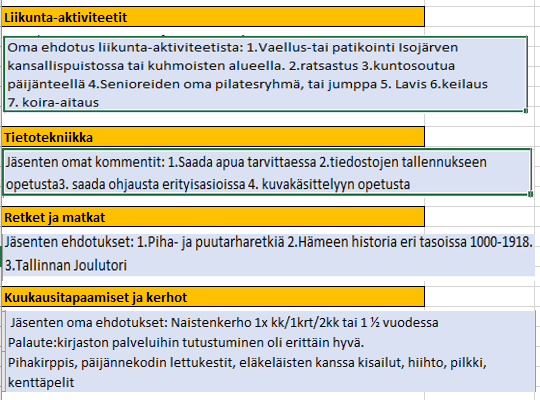 Liikunta-aktiviteetit
Oma ehdotus liikunta-aktiviteetista: 1.Vaellus-tai patikointi Isojärven
kansallispuistossa tai kuhmoisten alueella. 2.ratsastus 3.kuntosoutua
päijänteellä 4.Senioreiden oma pilatesryhmä, tai jumppa 5. Lavis 6.keilaus
7. koira-aitaus
Tietotekniikka
Jäsenten omat kommentit: 1.Saada apua tarvittaessa 2.tiedostojen tallennukseen
opetusta3. saada ohjausta erityisasioissa 4. kuvakäsittelyyn opetusta
Retket ja matkat
Jäsenten ehdotukset: 1.Piha- ja puutarharetkiä 2.Hämeen historia eri tasoissa 1000-1918.
3.Tallinnan Joulutori
Kuukausitapaamiset ja kerhot
Jäsenten oma ehdotukset: Naistenkerho 1x kk/1krt/2kk tai 1 ½ vuodessa
Palaute:kirjaston palveluihin tutustuminen oli erittäin hyvä.
Pihakirppis, päijännekodin lettukestit, eläkeläisten kanssa kisailut, hiihto, pilkki,
kenttäpelit